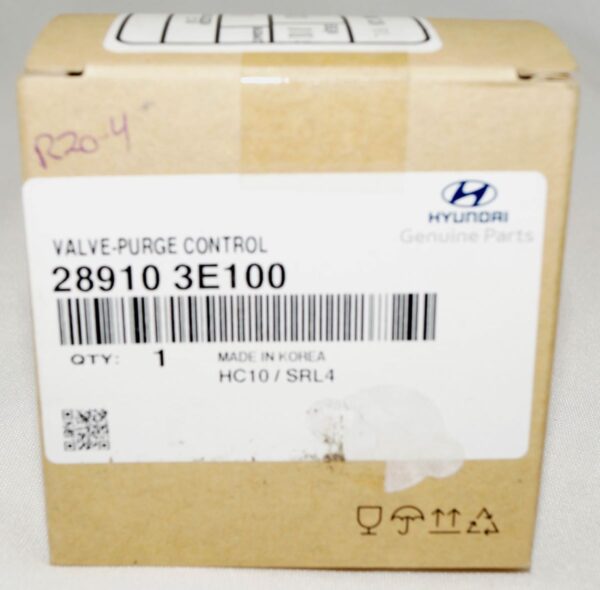 R20-4
HYUNDAI
Genuine Parts
VALVE-PURGE CONTROL
28910 3E100
QTY: 1 MADE IN KOREA
HC10 / SRL4